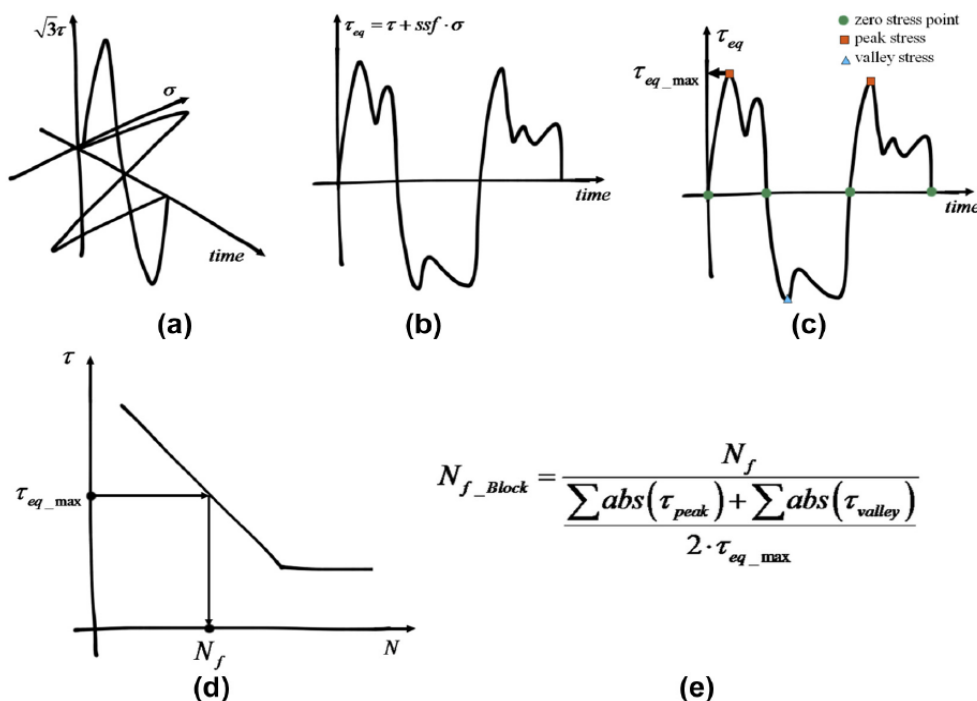 √3τ
σ
time
(a)
τ_eq = τ + ssf · σ
time
(b)
zero stress point
peak stress
valley stress
τ_eq
τ_eq_max
time
(c)
τ
τ_eq_max
N_f
N
(d)
N_f_Block = N_f / ((∑abs(τ_peak) + ∑abs(τ_valley)) / (2 · τ_eq_max))
(e)